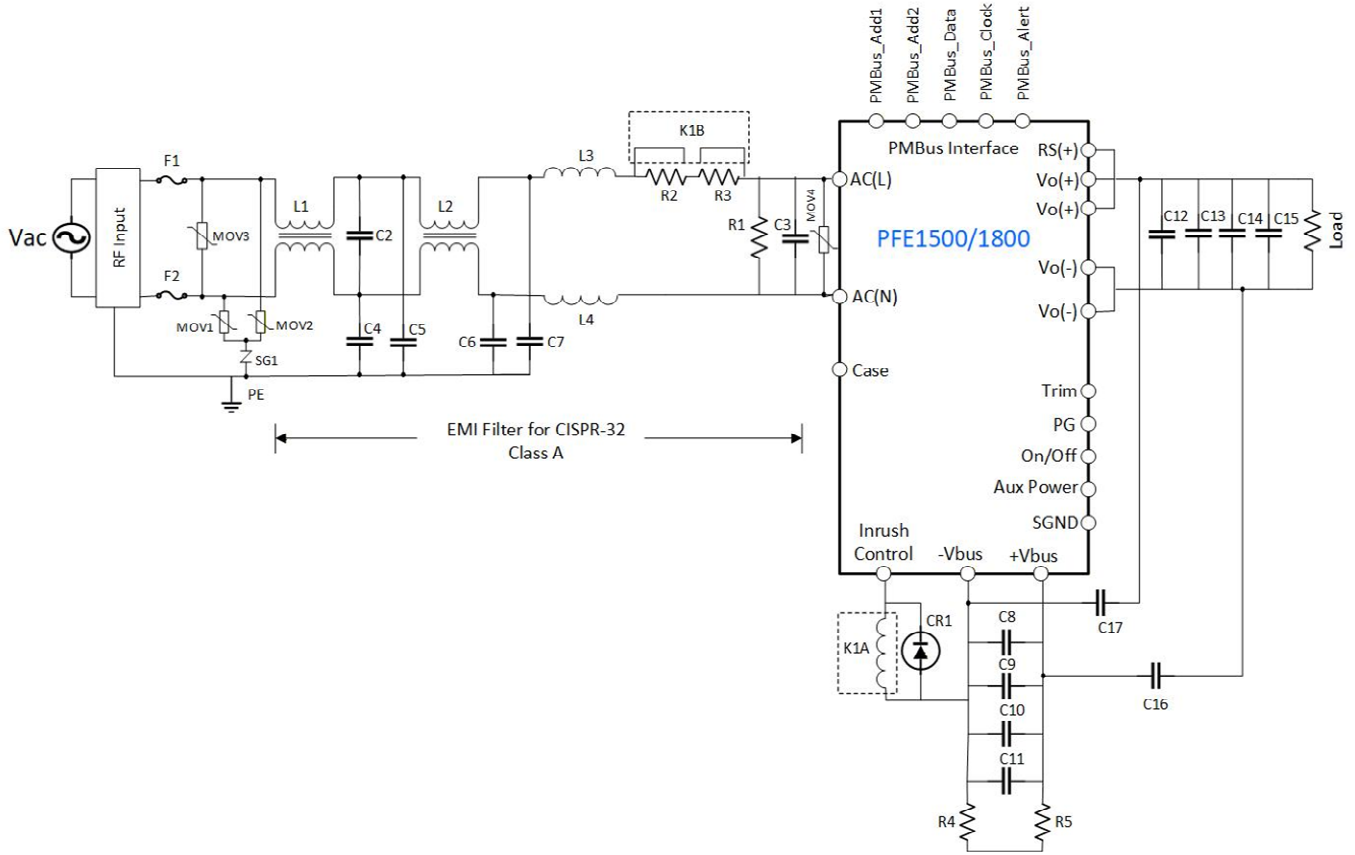 PMBus_Add1
PMBus_Add2
PMBus_Data
PMBus_Clock
PMBus_Alert
K1B
F1
L3
PMBus Interface
RS(+)
Vo(+)
Vo(+)
AC(L)
R2
R3
L1
L2
MOV4
Vac
RF Input
MOV3
C2
R1
C3
PFE1500/1800
C12
C13
C14
C15
Load
F2
Vo(-)
AC(N)
Vo(-)
L4
MOV1
MOV2
C4
C5
C6
C7
SG1
Case
PE
Trim
PG
EMI Filter for CISPR-32
Class A
On/Off
Aux Power
SGND
Inrush
Control
-Vbus
+Vbus
C8
CR1
C17
K1A
C9
C10
C16
C11
R4
R5